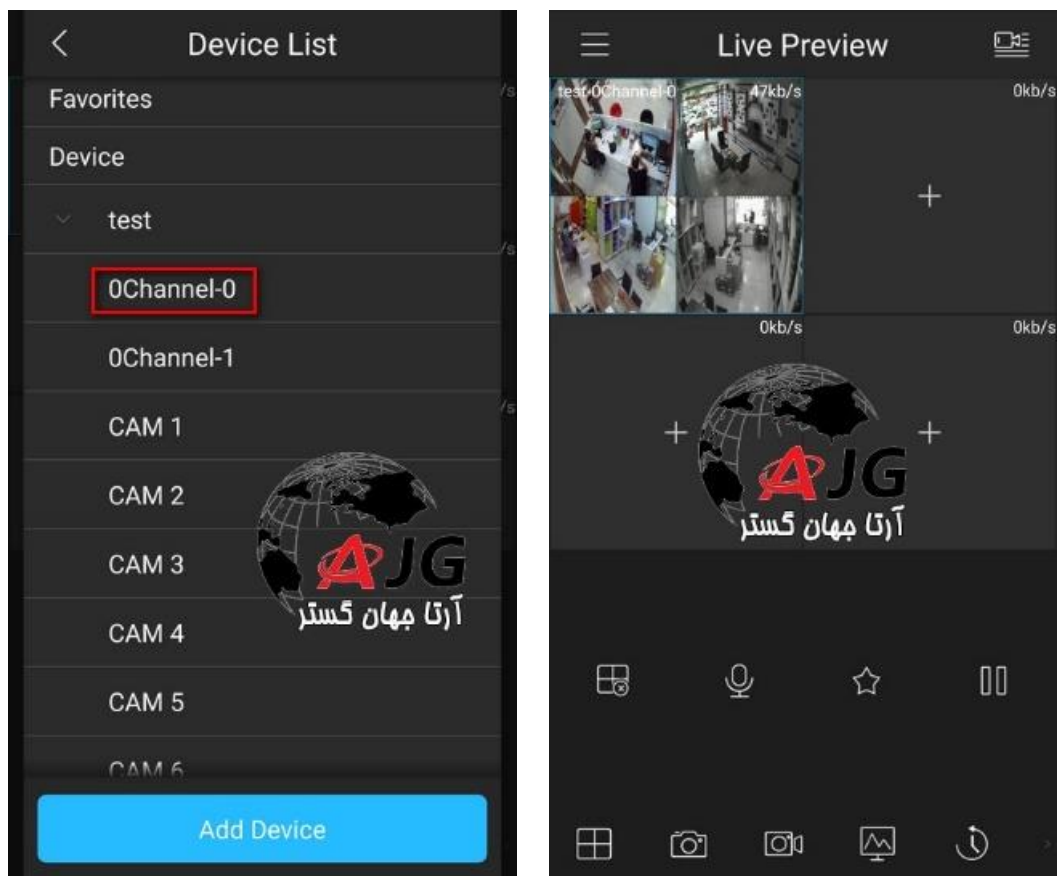 Device List
Favorites
Device
test
0Channel-0
0Channel-1
CAM 1
CAM 2
CAM 3
CAM 4
CAM 5
CAM 6
Add Device
AJG
آرتا جهان گستر
Live Preview
test-0Channel-0
47kb/s
0kb/s
0kb/s
0kb/s
AJG
آرتا جهان گستر